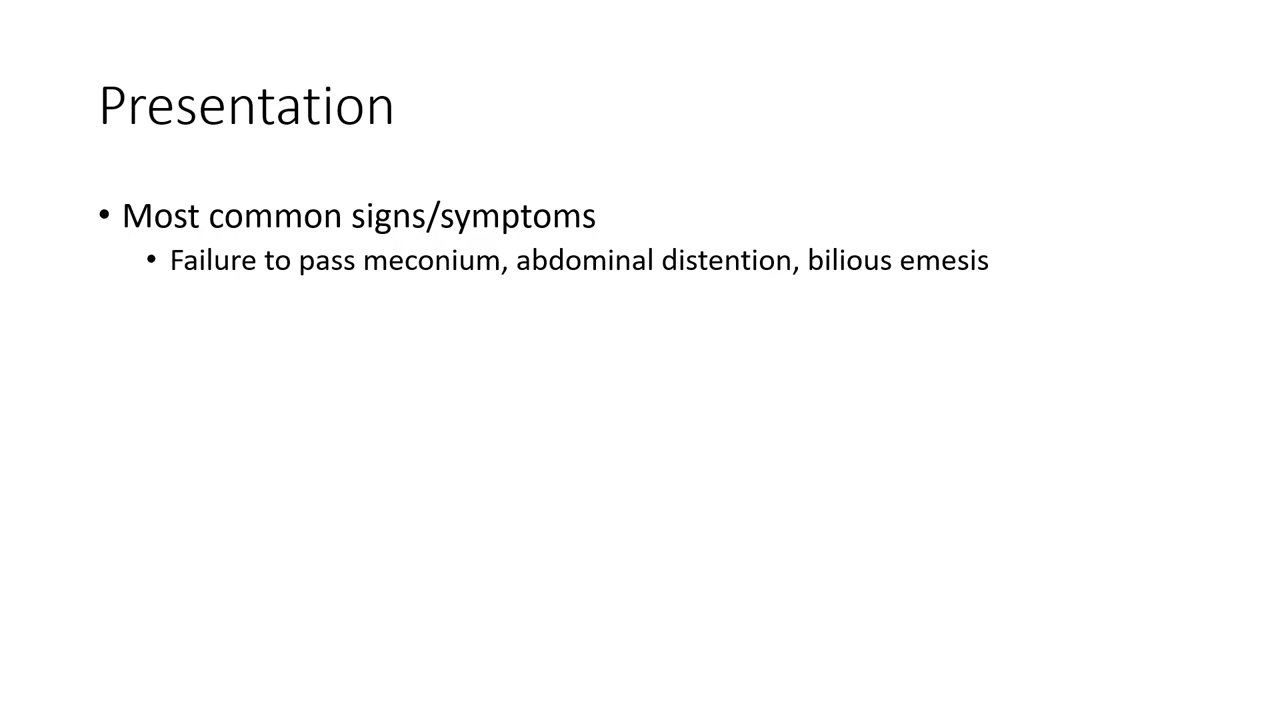 Presentation
• Most common signs/symptoms
• Failure to pass meconium, abdominal distention, bilious emesis